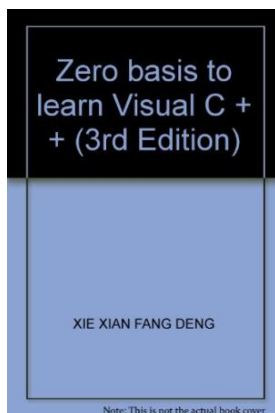 Zero basis to
learn Visual C +
+ (3rd Edition)
XIE XIAN FANG DENG
Note: This is not the actual book cover